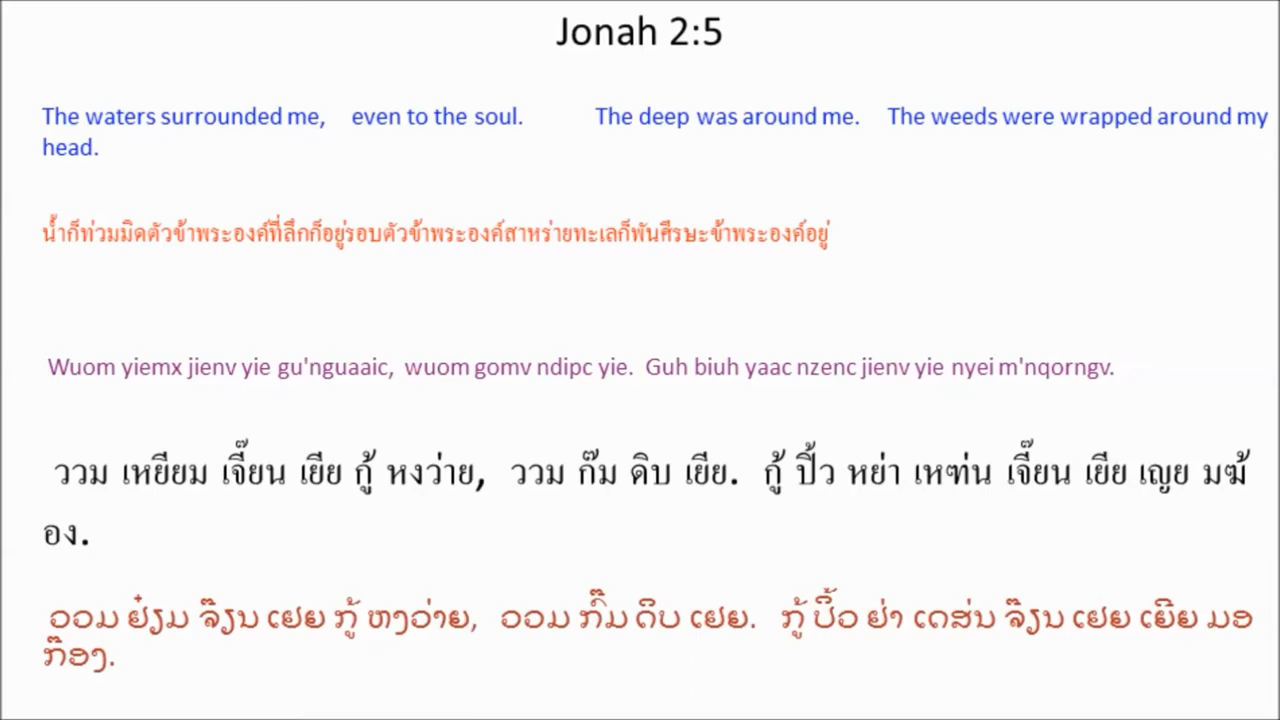 Jonah 2:5
The waters surrounded me, even to the soul. The deep was around me. The weeds were wrapped around my
head.
น้ำก็ท่วมมิดตัวข้าพระองค์ที่ลึกก็อยู่รอบตัวข้าพระองค์สาหร่ายทะเลก็พันศีรษะข้าพระองค์อยู่
Wuom yiemx jienv yie gu'nguaaic, wuom gomv ndipc yie. Guh biuh yaac nzenc jienv yie nyei m'nqorngv.
ววม เหยียม เจี๊ยน เยีย กู้ หงว่าย, ววม ก๊ม ดิบ เยีย. กู้ ปิ้ว หย่า เหฑ่น เจี๊ยน เยีย เญย มฆ้
อง.
ວວມ ຢ໋ຽມ ຈ໊ຽນ ເຢຍ ກູ້ ຫງວ່າຍ, ວວມ ກົ໊ມ ດິບ ເຢຍ. ກູ້ ປິ້ວ ຢ່າ ເດສ່ນ ຈ໊ຽນ ເຢຍ ເຍີຍ ມອ
ກ໊ອງ.